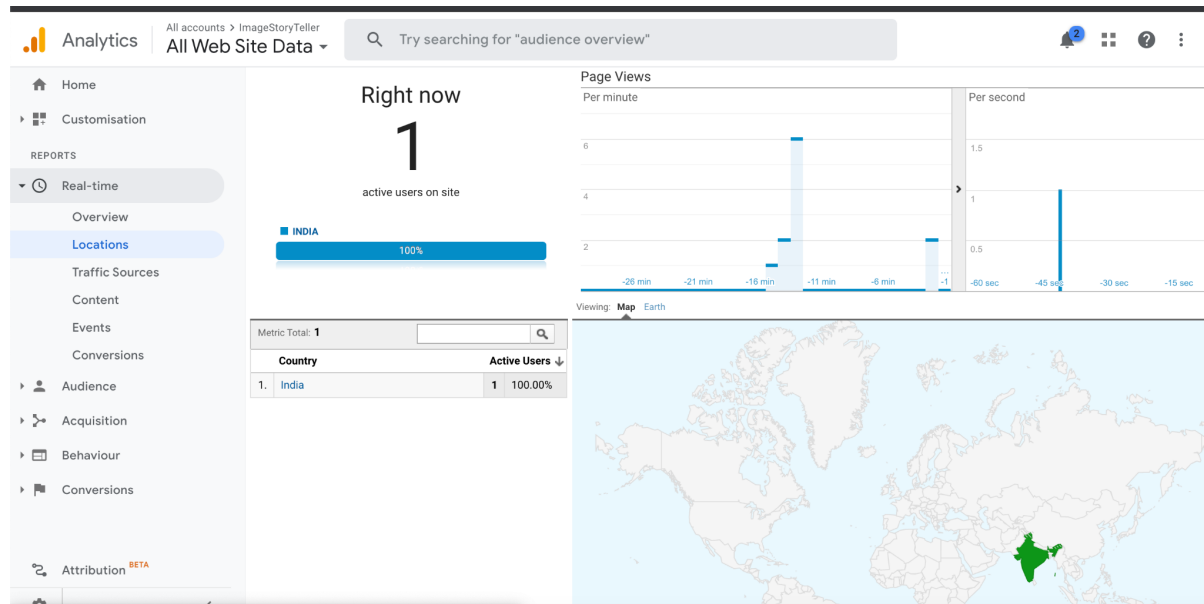 Analytics
All accounts > ImageStoryTeller
All Web Site Data
Try searching for "audience overview"
2
Home
Customisation
REPORTS
Real-time
Overview
Locations
Traffic Sources
Content
Events
Conversions
Audience
Acquisition
Behaviour
Conversions
Attribution BETA
Right now
1
active users on site
INDIA
100%
Page Views
Per minute
6
4
2
-26 min
-21 min
-16 min
-11 min
-6 min
...
-1
Per second
1.5
1
0.5
-60 sec
-45 sec
-30 sec
-15 sec
Viewing: Map Earth
Metric Total: 1
Country Active Users
1. India 1 100.00%